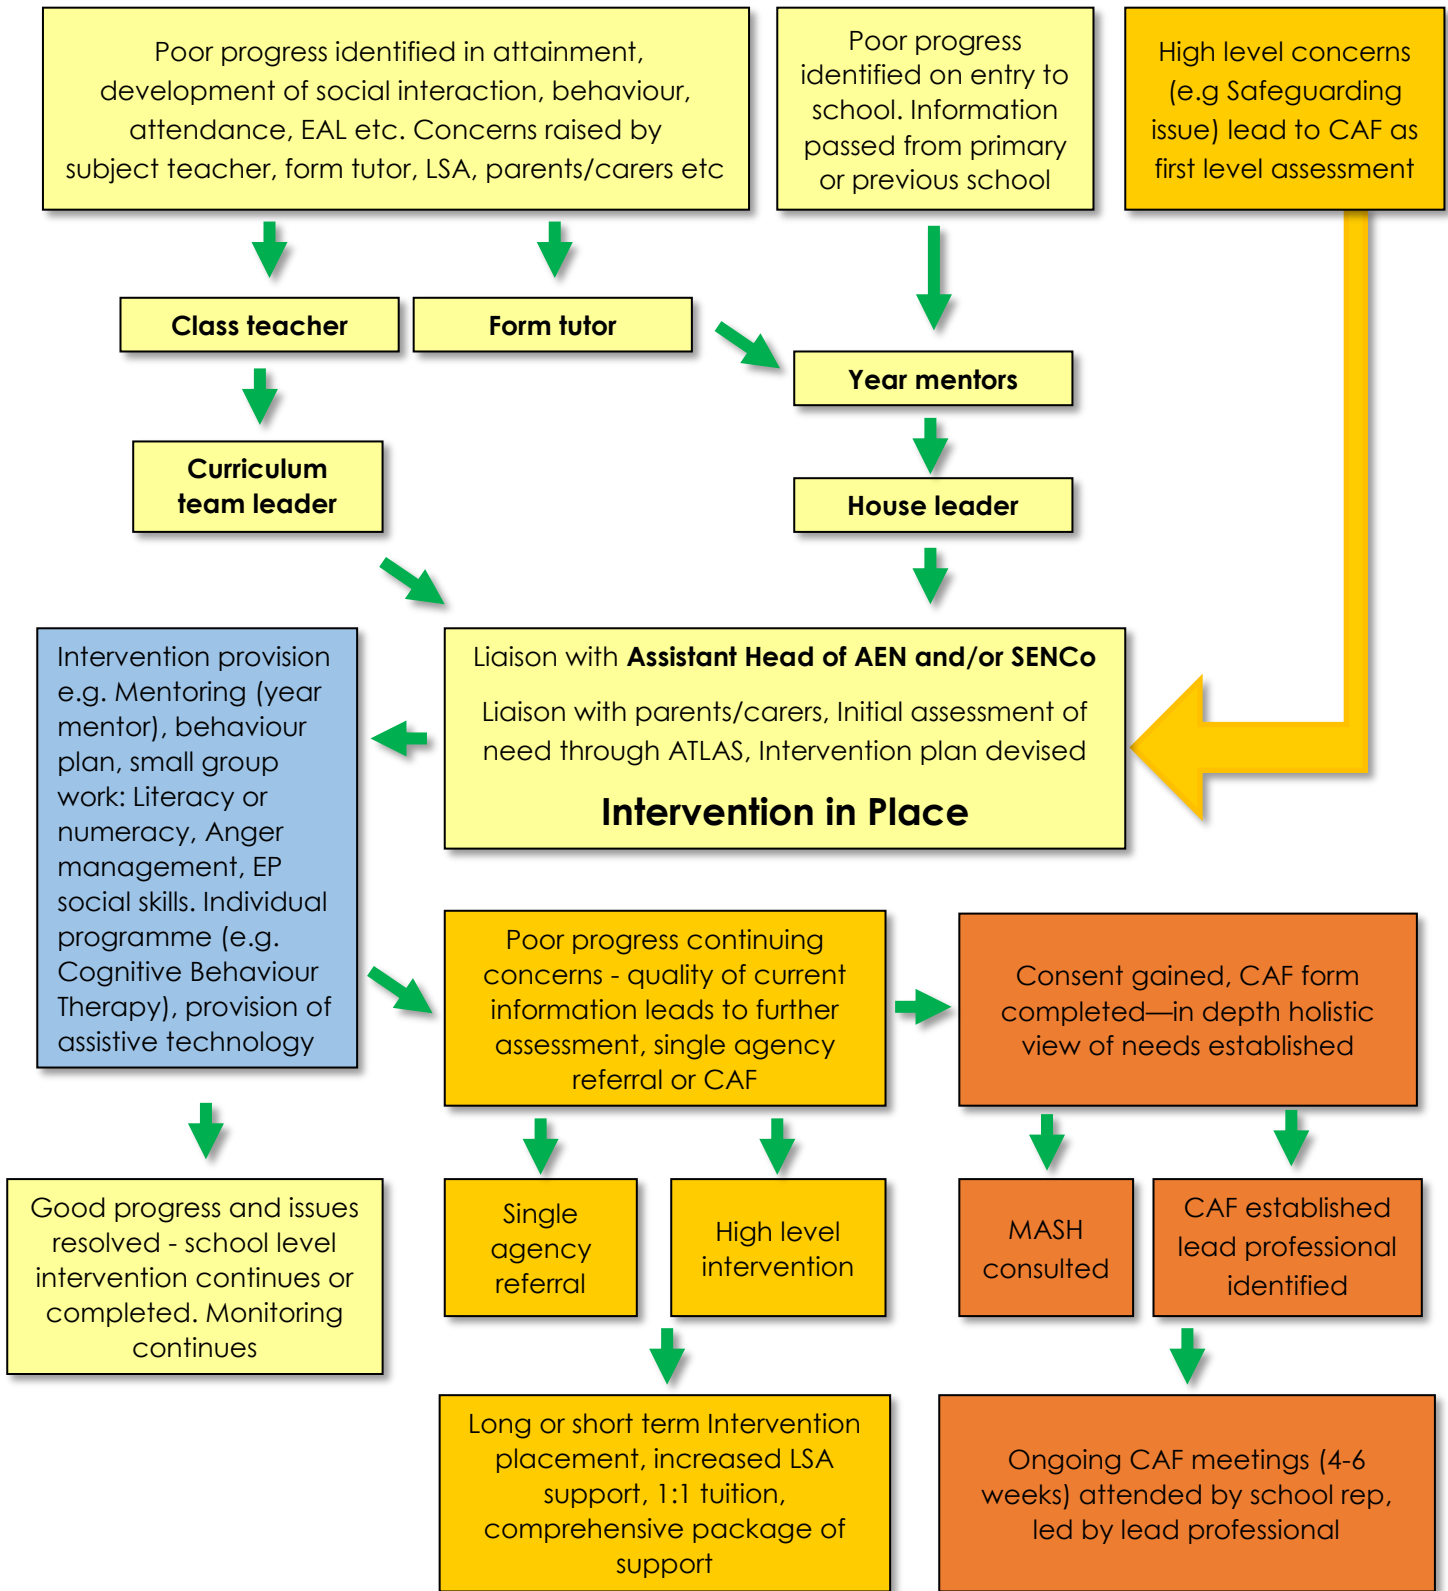 Poor progress identified in attainment,
development of social interaction, behaviour,
attendance, EAL etc. Concerns raised by
subject teacher, form tutor, LSA, parents/carers etc
Poor progress
identified on entry to
school. Information
passed from primary
or previous school
High level concerns
(e.g Safeguarding
issue) lead to CAF as
first level assessment
Class teacher
Form tutor
Year mentors
Curriculum
team leader
House leader
Intervention provision
e.g. Mentoring (year
mentor), behaviour
plan, small group
work: Literacy or
numeracy, Anger
management, EP
social skills. Individual
programme (e.g.
Cognitive Behaviour
Therapy), provision of
assistive technology
Liaison with Assistant Head of AEN and/or SENCo
Liaison with parents/carers, Initial assessment of
need through ATLAS, Intervention plan devised
Intervention in Place
Poor progress continuing
concerns - quality of current
information leads to further
assessment, single agency
referral or CAF
Consent gained, CAF form
completed—in depth holistic
view of needs established
Good progress and issues
resolved - school level
intervention continues or
completed. Monitoring
continues
Single
agency
referral
High level
intervention
MASH
consulted
CAF established
lead professional
identified
Long or short term Intervention
placement, increased LSA
support, 1:1 tuition,
comprehensive package of
support
Ongoing CAF meetings (4-6
weeks) attended by school rep,
led by lead professional